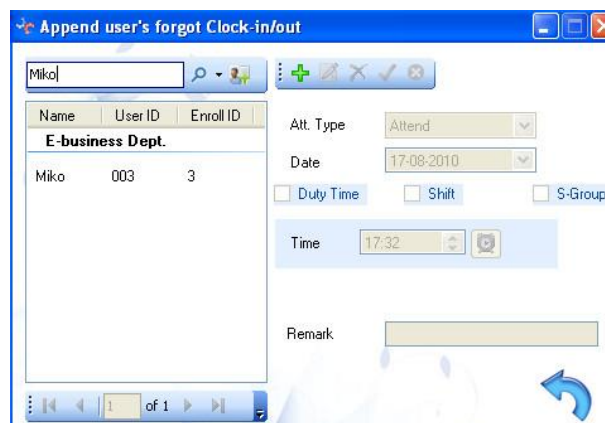 Append user's forgot Clock-in/out
Miko
Name User ID Enroll ID
E-business Dept.
Miko 003 3
1 of 1
Att. Type Attend
Date 17-08-2010
Duty Time Shift S-Group
Time 17:32
Remark